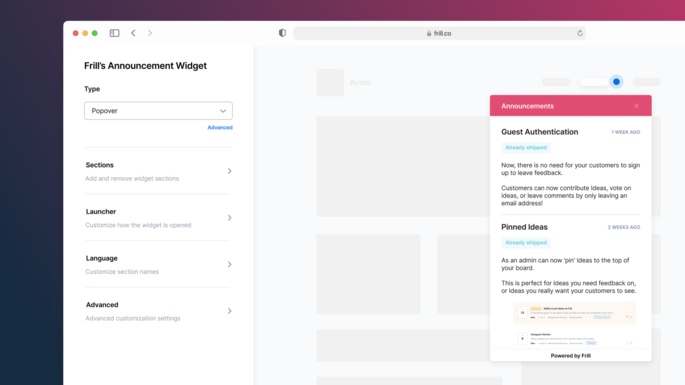 frill.co
Frill's Announcement Widget
Type
Popover
Advanced
Sections
Add and remove widget sections
Launcher
Customize how the widget is opened
Language
Customize section names
Advanced
Advanced customization settings
Acme
Announcements
Guest Authentication
1 WEEK AGO
Already shipped
Now, there is no need for your customers to sign
up to leave feedback.
Customers can now contribute Ideas, vote on
ideas, or leave comments by only leaving an
email address!
Pinned Ideas
2 WEEKS AGO
Already shipped
As an admin can now 'pin' Ideas to the top of
your board.
This is perfect for Ideas you need feedback on,
or Ideas you really want your customers to see.
Powered by Frill